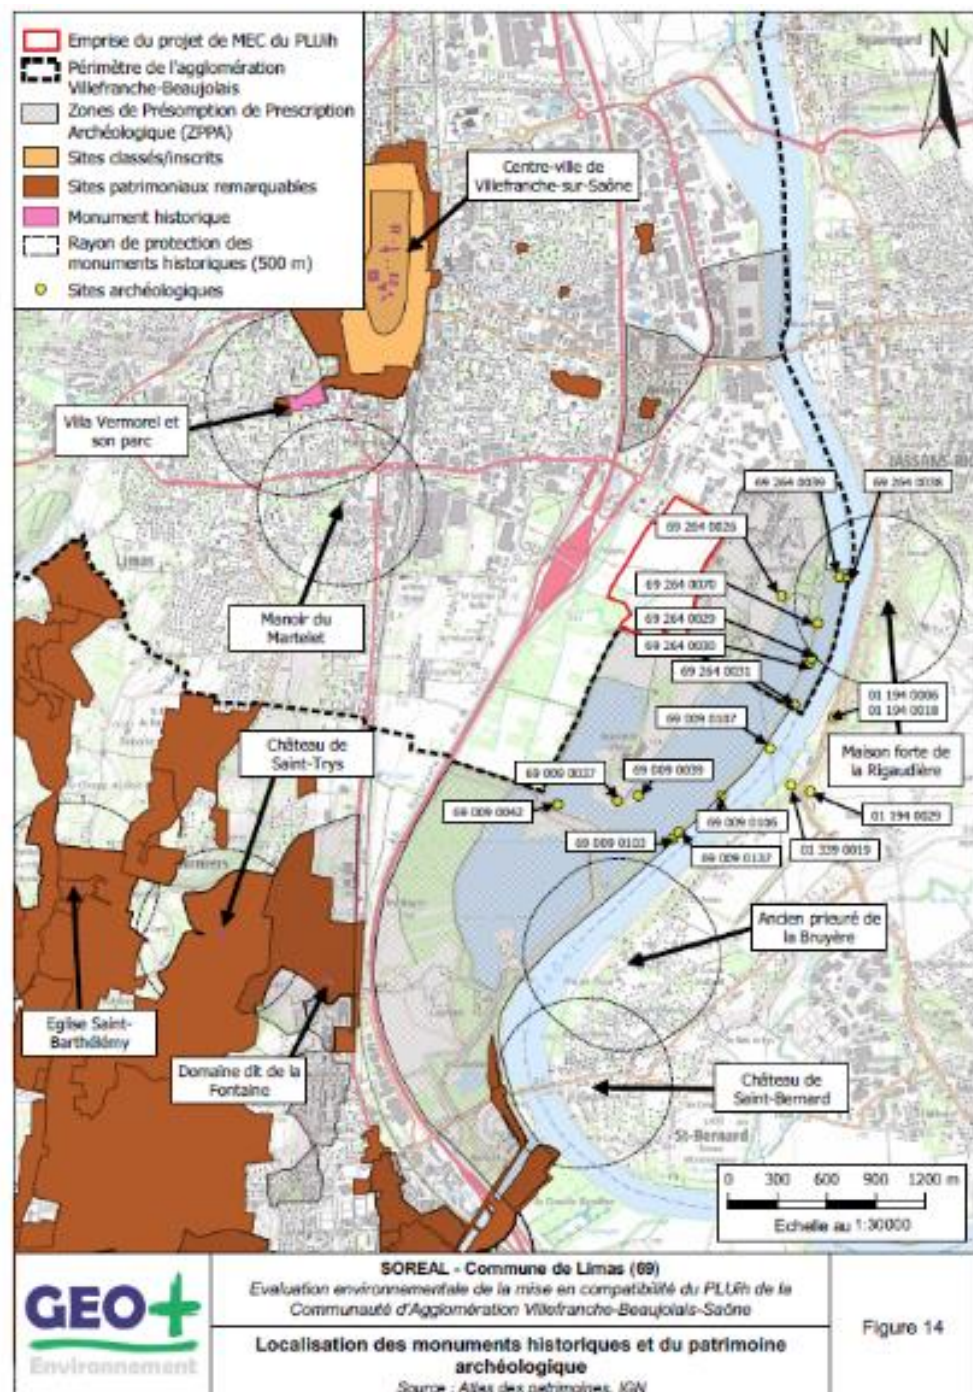 Emprise du projet de MEC du PLUih
Périmètre de l'agglomération
Villefranche-Beaujolais
Zones de Présomption de Prescription
Archéologique (ZPPA)
Sites classés/inscrits
Sites patrimoniaux remarquables
Monument historique
Rayon de protection des
monuments historiques (500 m)
Sites archéologiques
N
Centre-ville de
Villefranche-sur-Saône
Villa Vermorel et
son parc
JASSANS-RI
69 264 0039
69 264 0038
69 264 0026
Limas
69 264 0070
Manoir du
Martelet
69 264 0029
69 264 0030
69 264 0031
01 194 0006
01 194 0018
69 009 0107
Château de
Saint-Trys
Maison forte de
la Rigaudière
69 009 0037
69 009 0039
69 009 0042
69 009 0106
01 194 0029
69 009 0137
01 339 0019
Ancien prieuré de
la Bruyère
Eglise Saint-
Barthélémy
Domaine dit de la
Fontaine
Château de
Saint-Bernard
St-Bernard
0 300 600 900 1200 m
Echelle au 1:30000
GEO+
Environnement
SOREAL - Commune de Limas (69)
Evaluation environnementale de la mise en compatibilité du PLUih de la
Communauté d'Agglomération Villefranche-Beaujolais-Saône
Localisation des monuments historiques et du patrimoine
archéologique
Source : Atlas des patrimoines, IGN
Figure 14